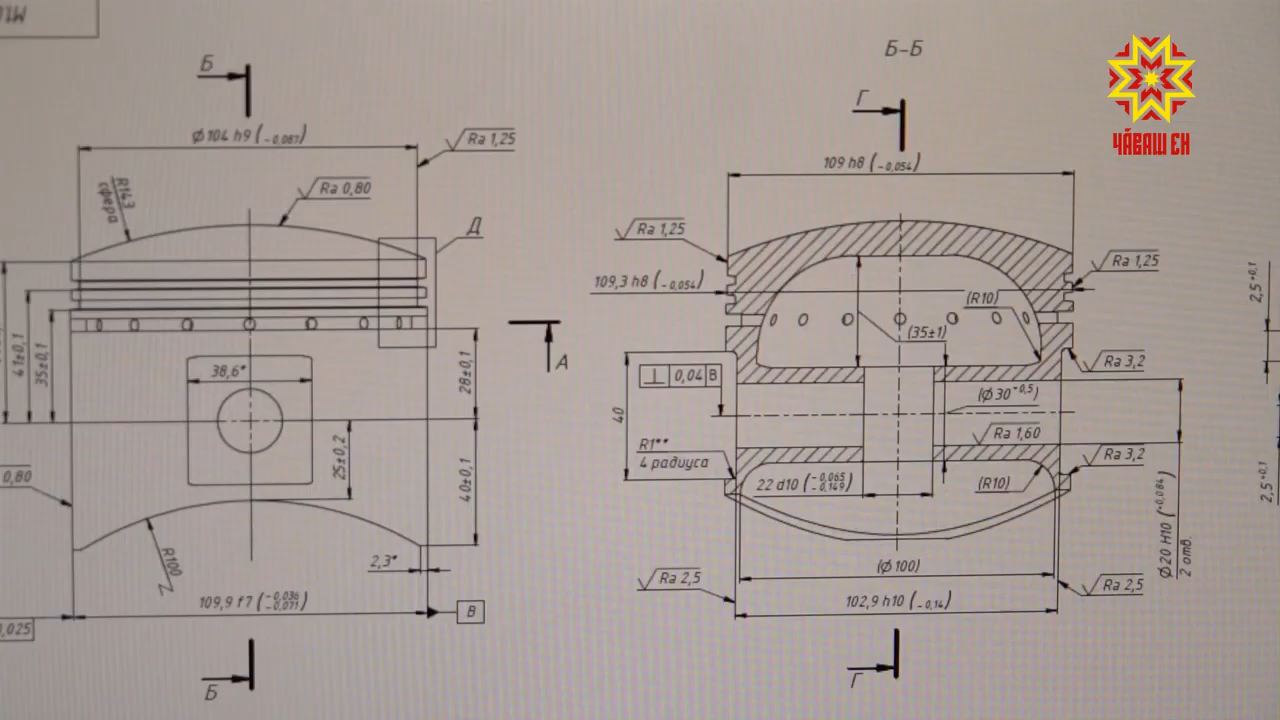 Б
Б-Б
Г
ЧӐВАШ ЕН
Ф104 h9 (-0,087)
Ra 1,25
109 h8 (-0,054)
R143
сфера
Ra 0,80
Д
Ra 1,25
Ra 1,25
109,3 h8 (-0,054)
(R10)
2,5+0,1
41±0,1
35±0,1
(35±1)
А
38,6*
28±0,1
⊥ 0,04 В
Ra 3,2
(Ф30+0,5)
40
Ra 1,60
R1**
4 радиуса
25±0,2
40±0,1
Ra 3,2
0,80
22 d10 (-0,065 -0,149)
(R10)
2,5+0,1
Ф20 H10 (+0,084)
2 отв.
R100
2,3*
(Ф100)
Ra 2,5
Ra 2,5
109,9 f7 (-0,036 -0,071)
В
102,9 h10 (-0,14)
0,025
Г
Б